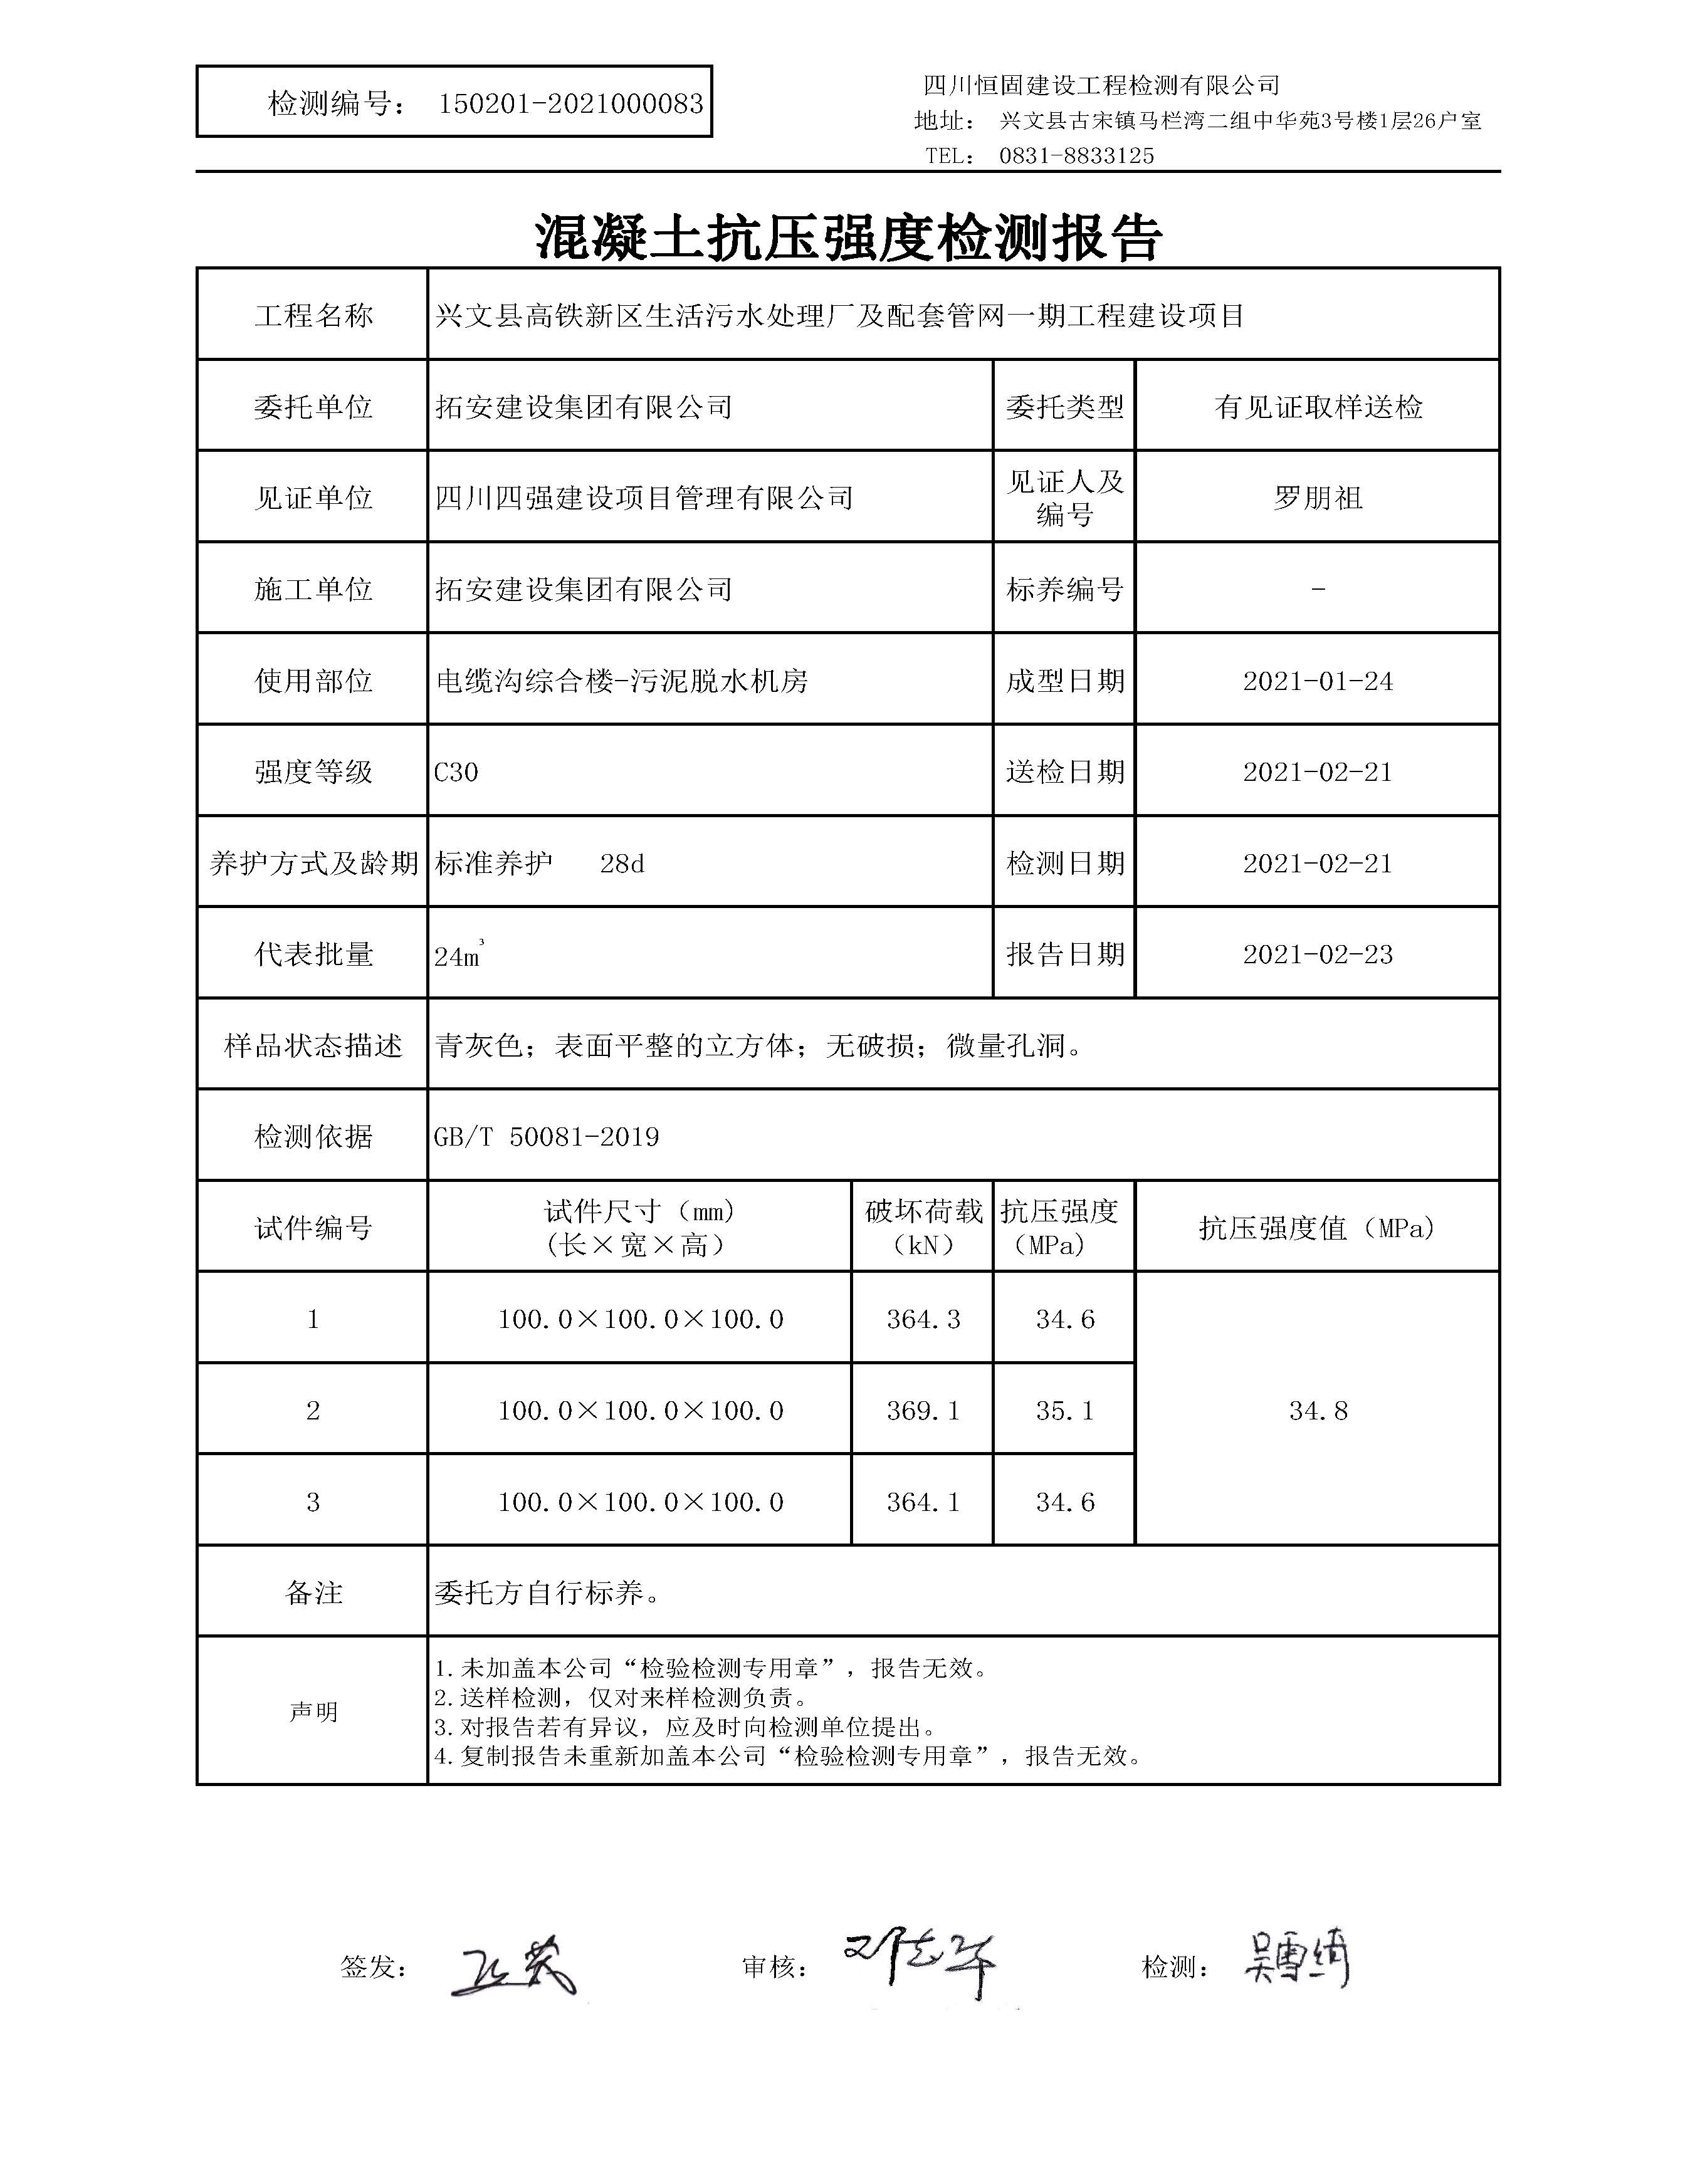 检测编号： 150201-2021000083
四川恒固建设工程检测有限公司
地址： 兴文县古宋镇马栏湾二组中华苑3号楼1层26户室
TEL： 0831-8833125
混凝土抗压强度检测报告
工程名称 兴文县高铁新区生活污水处理厂及配套管网一期工程建设项目
委托单位 拓安建设集团有限公司 委托类型 有见证取样送检
见证单位 四川四强建设项目管理有限公司 见证人及编号 罗朋祖
施工单位 拓安建设集团有限公司 标养编号 -
使用部位 电缆沟综合楼-污泥脱水机房 成型日期 2021-01-24
强度等级 C30 送检日期 2021-02-21
养护方式及龄期 标准养护 28d 检测日期 2021-02-21
代表批量 24m³ 报告日期 2021-02-23
样品状态描述 青灰色；表面平整的立方体；无破损；微量孔洞。
检测依据 GB/T 50081-2019
试件编号 试件尺寸（mm）(长×宽×高） 破坏荷载（kN） 抗压强度（MPa） 抗压强度值（MPa）
1 100.0×100.0×100.0 364.3 34.6
2 100.0×100.0×100.0 369.1 35.1 34.8
3 100.0×100.0×100.0 364.1 34.6
备注 委托方自行标养。
声明
1.未加盖本公司“检验检测专用章”，报告无效。
2.送样检测，仅对来样检测负责。
3.对报告若有异议，应及时向检测单位提出。
4.复制报告未重新加盖本公司“检验检测专用章”，报告无效。
签发： 审核： 邓志军 检测： 吴雪绮